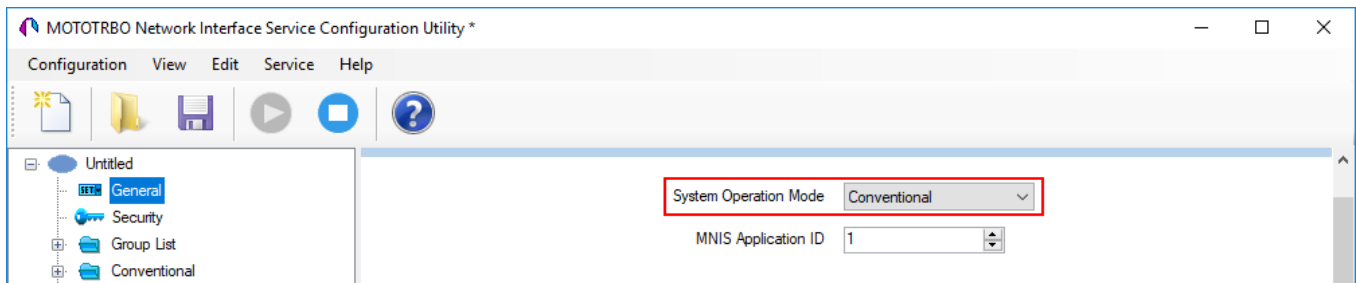 MOTOTRBO Network Interface Service Configuration Utility *
Configuration View Edit Service Help
Untitled
SET General
Security
Group List
Conventional
System Operation Mode Conventional
MNIS Application ID 1